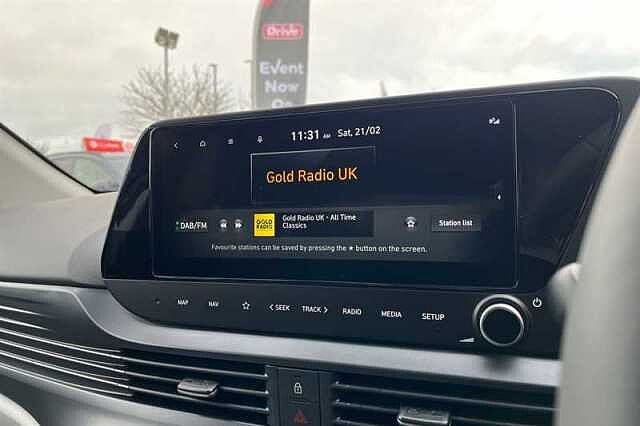 Drive
Event
Now
On
11:31 AM Sat, 21/02
Gold Radio UK
DAB/FM
GOLD
RADIO
Gold Radio UK - All Time
Classics
Station list
Favourite stations can be saved by pressing the ★ button on the screen.
MAP NAV ☆ < SEEK TRACK > RADIO MEDIA SETUP